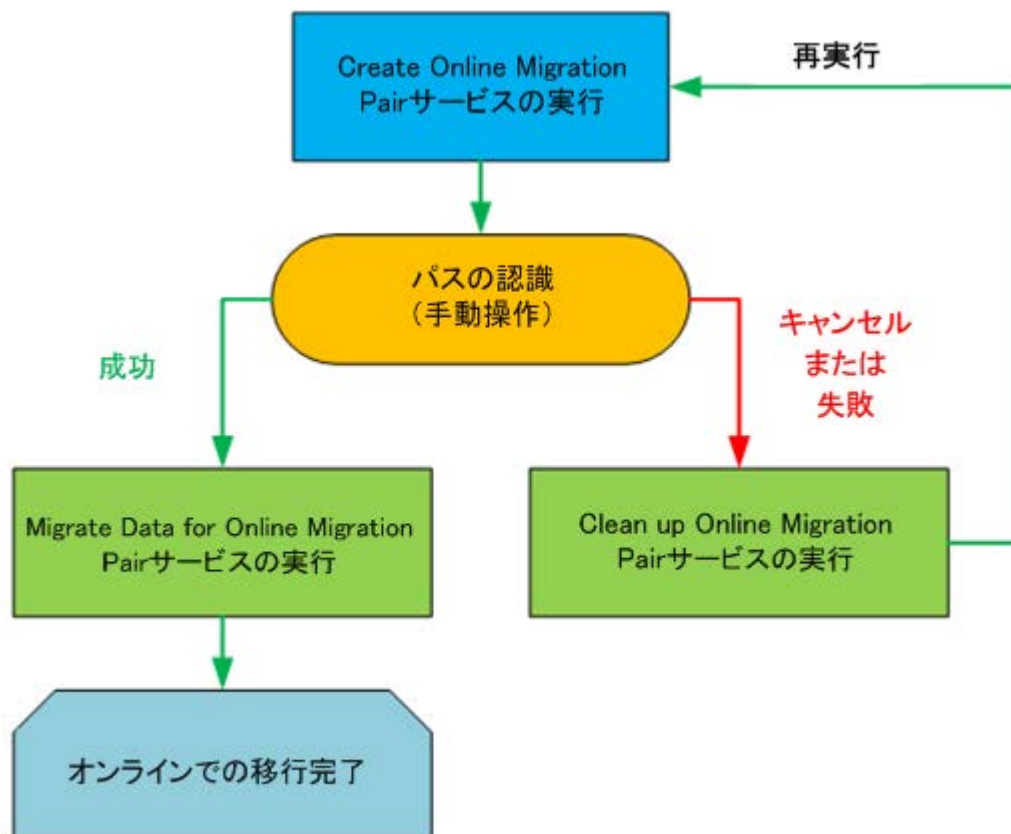 Create Online Migration
Pairサービスの実行
再実行
パスの認識
(手動操作)
成功
キャンセル
または
失敗
Migrate Data for Online Migration
Pairサービスの実行
Clean up Online Migration
Pairサービスの実行
オンラインでの移行完了